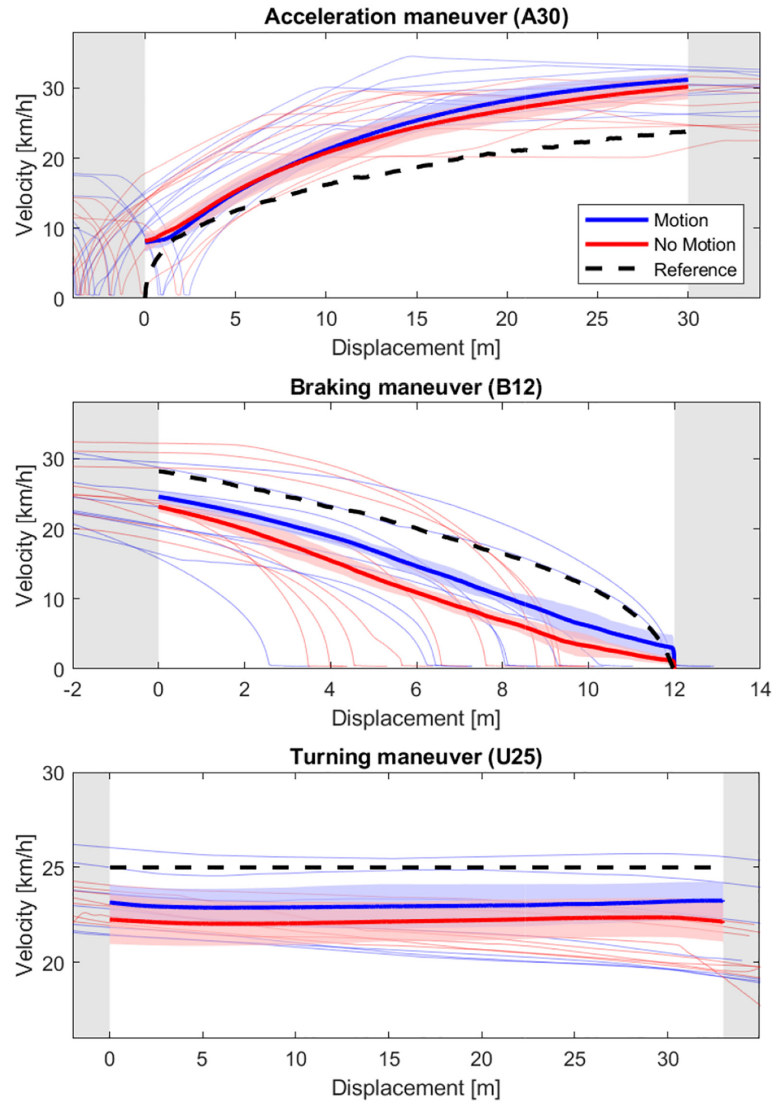 Acceleration maneuver (A30)
Velocity [km/h]
30
20
10
0
Motion
No Motion
Reference
0 5 10 15 20 25 30
Displacement [m]
Braking maneuver (B12)
Velocity [km/h]
30
20
10
0
-2 0 2 4 6 8 10 12 14
Displacement [m]
Turning maneuver (U25)
Velocity [km/h]
30
25
20
0 5 10 15 20 25 30
Displacement [m]